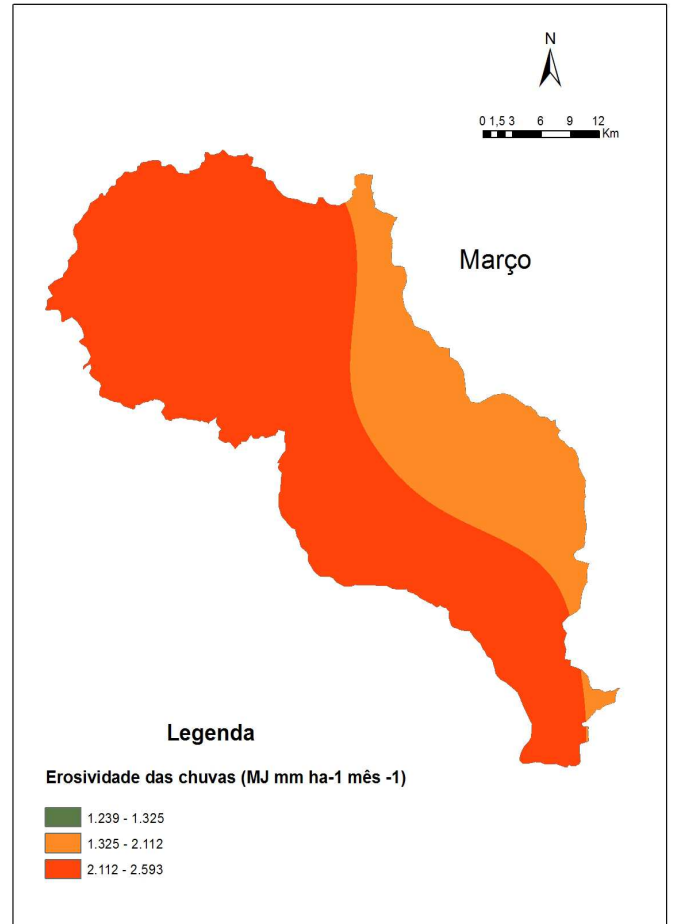 N
0 1,5 3 6 9 12
Km
Março
Legenda
Erosividade das chuvas (MJ mm ha-1 mês -1)
1.239 - 1.325
1.325 - 2.112
2.112 - 2.593